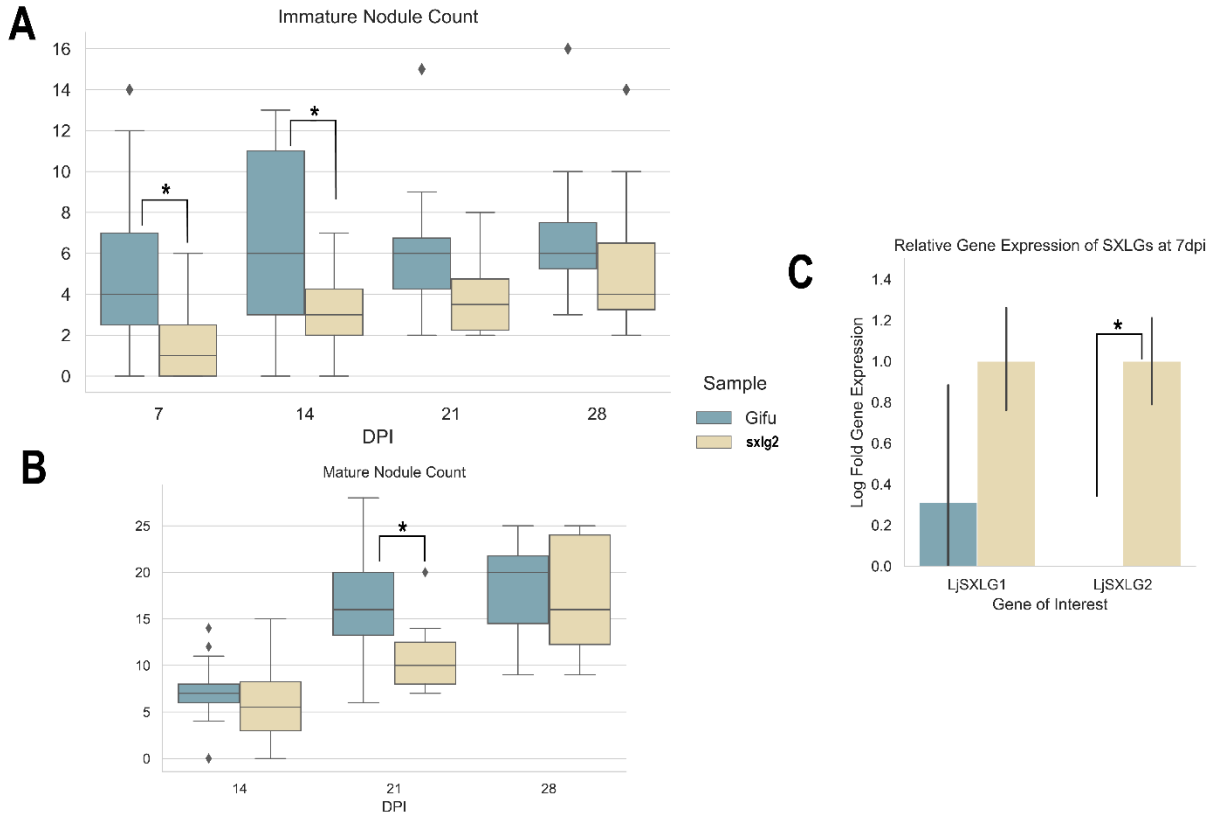 A
Immature Nodule Count
16
14
12
10
8
6
4
2
0
*
*
7 14 21 28
DPI
Sample
Gifu
sxlg2
B
Mature Nodule Count
25
20
15
10
5
0
*
14 21 28
DPI
C
Relative Gene Expression of SXLGs at 7dpi
Log Fold Gene Expression
1.4
1.2
1.0
0.8
0.6
0.4
0.2
0.0
*
LjSXLG1 LjSXLG2
Gene of Interest